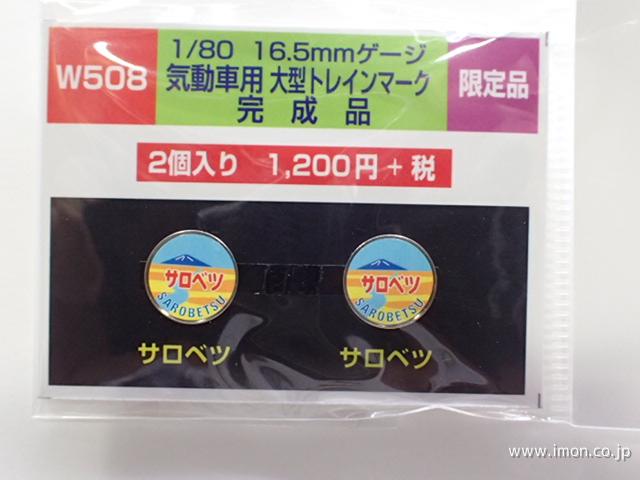 W508
1/80 16.5mmゲージ
気動車用 大型トレインマーク
完成品
限定品
2個入り 1,200円+税
サロベツ
SAROBETSU
サロベツ
SAROBETSU
サロベツ
サロベツ
www.imon.co.jp